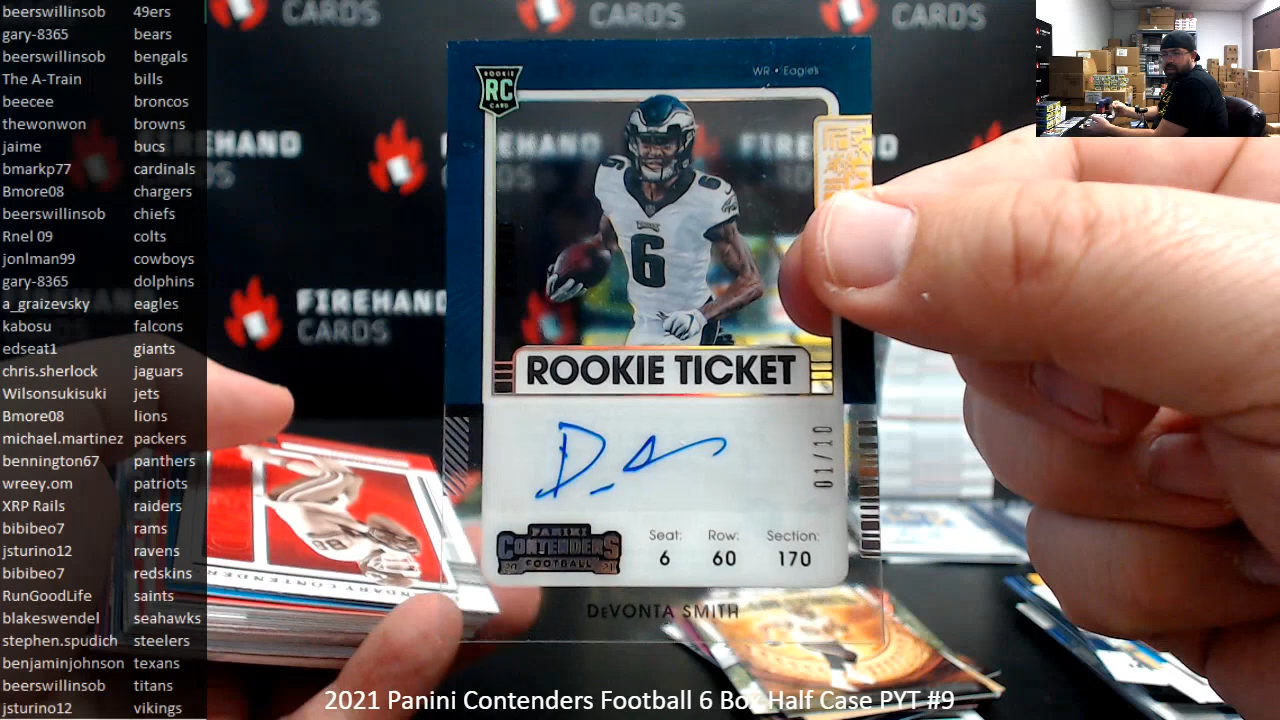 beerswillinsob 49ers
gary-8365 bears
beerswillinsob bengals
The A-Train bills
beecee broncos
thewonwon browns
jaime bucs
bmarkp77 cardinals
Bmore08 chargers
beerswillinsob chiefs
Rnel 09 colts
jonlman99 cowboys
gary-8365 dolphins
a_graizevsky eagles
kabosu falcons
edseat1 giants
chris.sherlock jaguars
Wilsonsukisuki jets
Bmore08 lions
michael.martinez packers
bennington67 panthers
wreey.om patriots
XRP Rails raiders
bibibeo7 rams
jsturino12 ravens
bibibeo7 redskins
RunGoodLife saints
blakeswendel seahawks
stephen.spudich steelers
benjaminjohnson texans
beerswillinsob titans
jsturino12 vikings
CARDS
CARDS
CARDS
FIREHAND
FIREHAND
FIREHAND
CARDS
ROOKIE
RC
CARD
WR • Eagles
6
6
6
ROOKIE TICKET
01/10
PANINI
CONTENDERS
20 FOOTBALL 21
Seat: Row: Section:
6 60 170
DeVONTA SMITH
2021 Panini Contenders Football 6 Box Half Case PYT #9